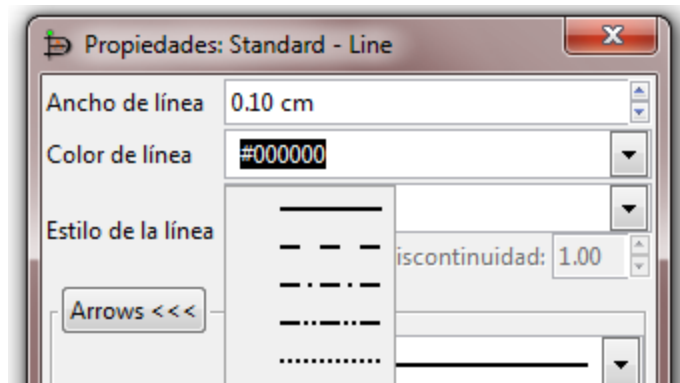 Propiedades: Standard - Line
Ancho de línea 0.10 cm
Color de línea #000000
Estilo de la línea
iscontinuidad: 1.00
Arrows <<<